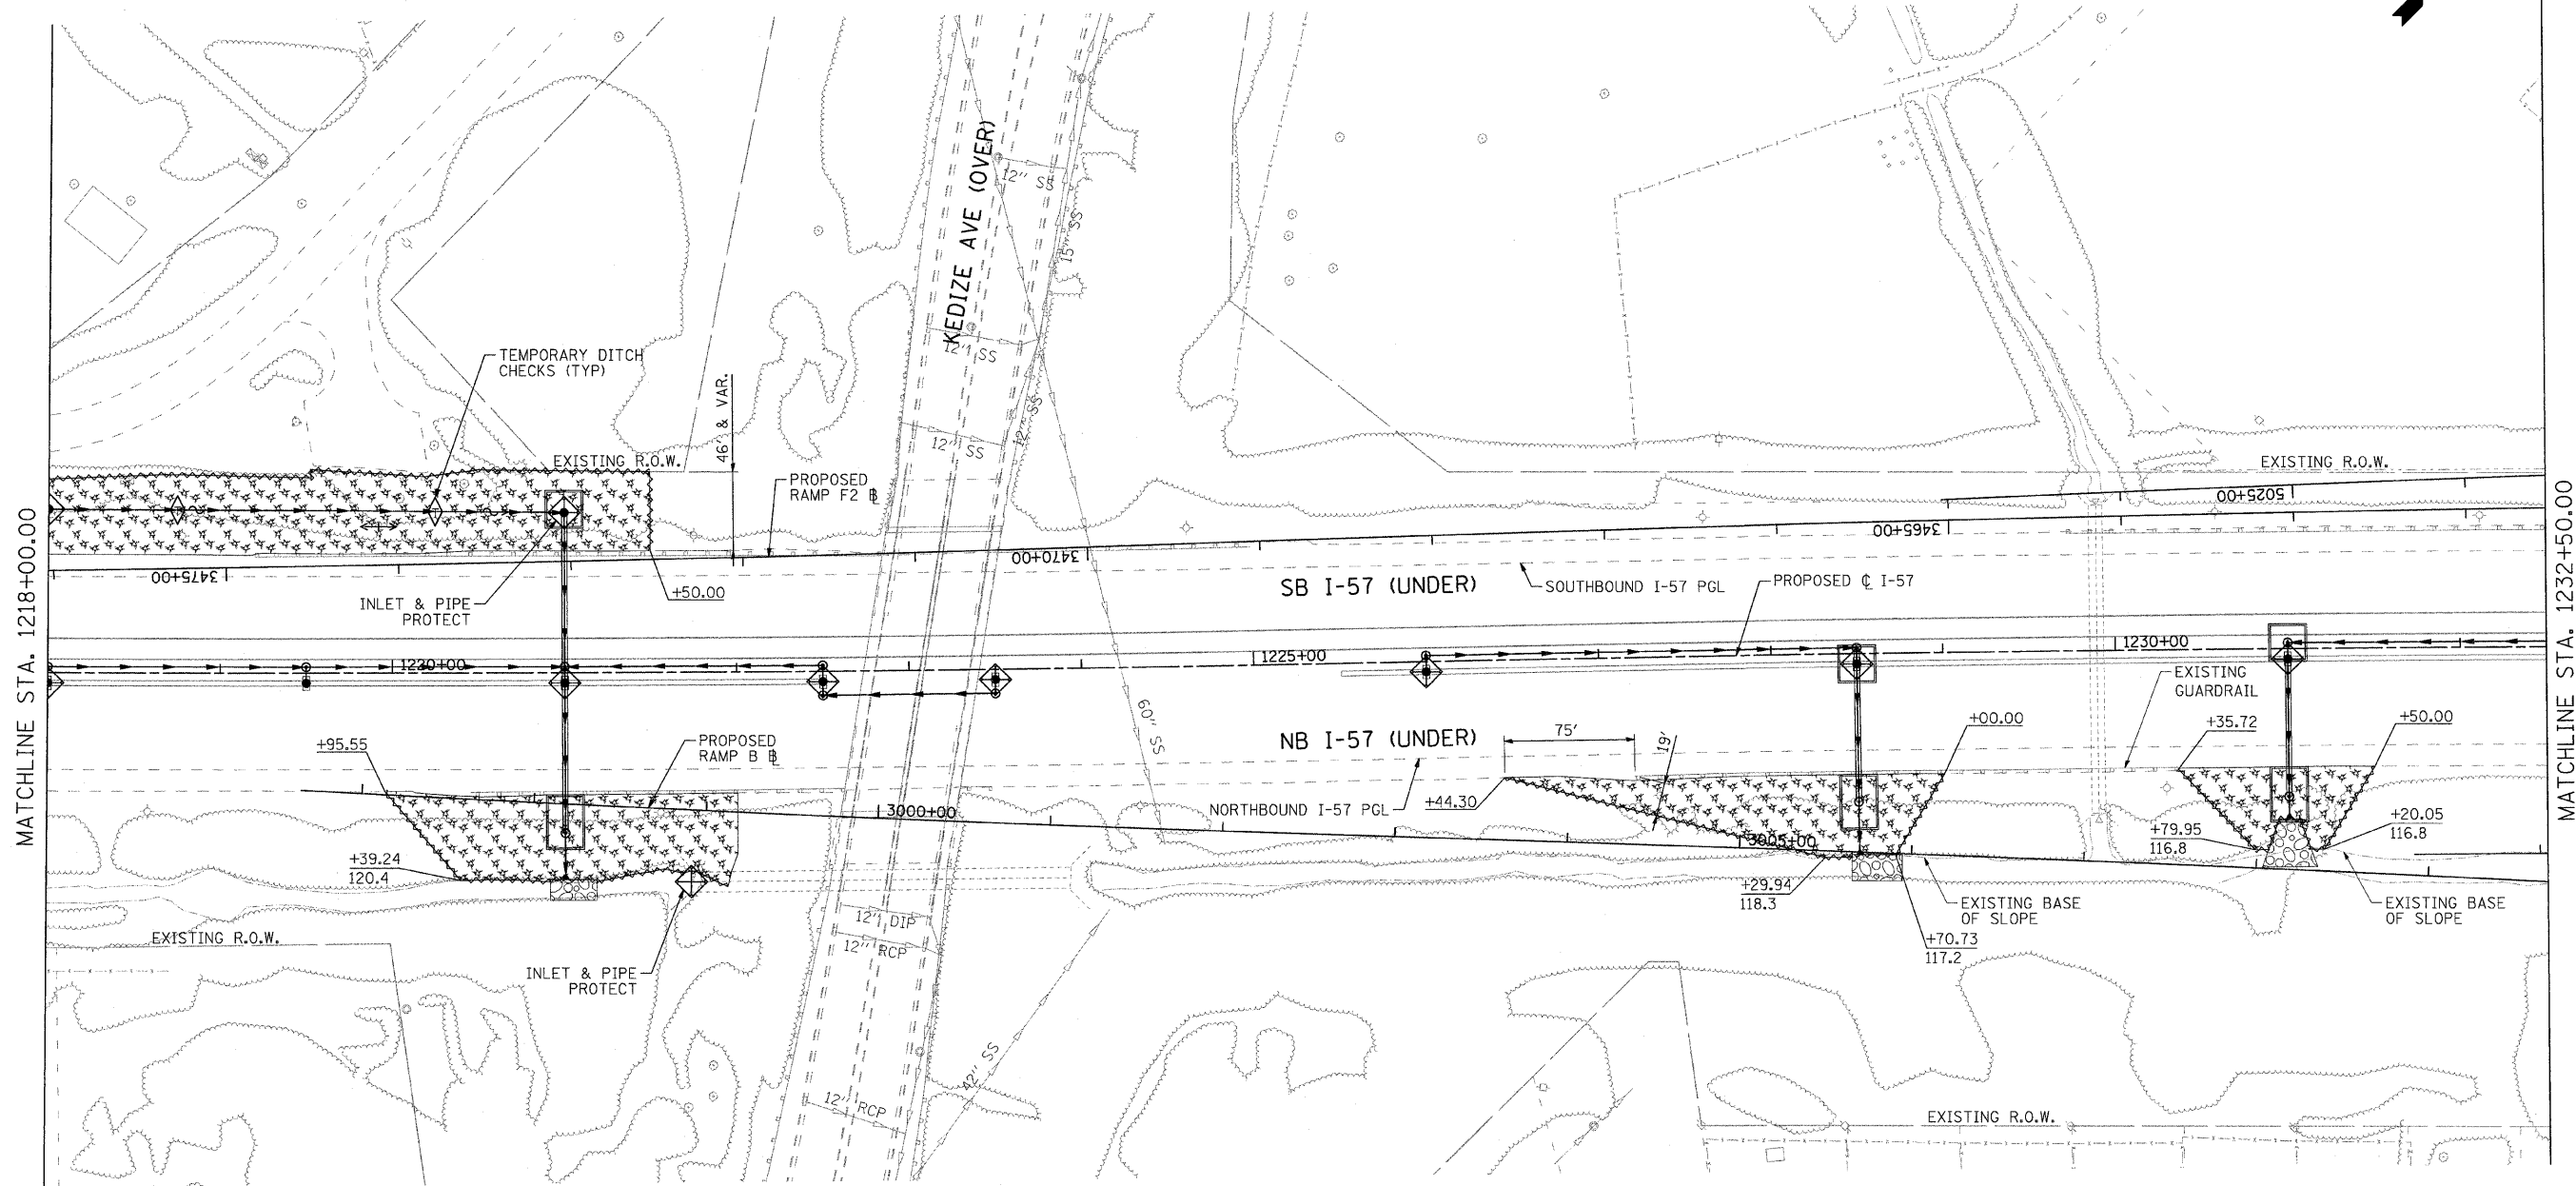 MATCHLINE STA. 1218+00.00
KEDIZE AVE (OVER)
12" SS
15" SS
12" SS
12" SS
12" SS
TEMPORARY DITCH
CHECKS (TYP)
46' & VAR.
EXISTING R.O.W.
PROPOSED
RAMP F2 ⅊
EXISTING R.O.W.
5025+00
3475+00
3470+00
3465+00
INLET & PIPE
PROTECT
+50.00
SB I-57 (UNDER)
SOUTHBOUND I-57 PGL
PROPOSED ℄ I-57
1230+00
1225+00
1230+00
EXISTING
GUARDRAIL
60" SS
NB I-57 (UNDER)
75'
19'
+00.00
+35.72
+50.00
+95.55
PROPOSED
RAMP B ⅊
3000+00
NORTHBOUND I-57 PGL
+44.30
3005+00
+79.95
116.8
+20.05
116.8
+39.24
120.4
+29.94
118.3
EXISTING BASE
OF SLOPE
EXISTING BASE
OF SLOPE
+70.73
117.2
12" DIP
12" RCP
EXISTING R.O.W.
INLET & PIPE
PROTECT
42" SS
12" RCP
EXISTING R.O.W.
MATCHLINE STA. 1232+50.00